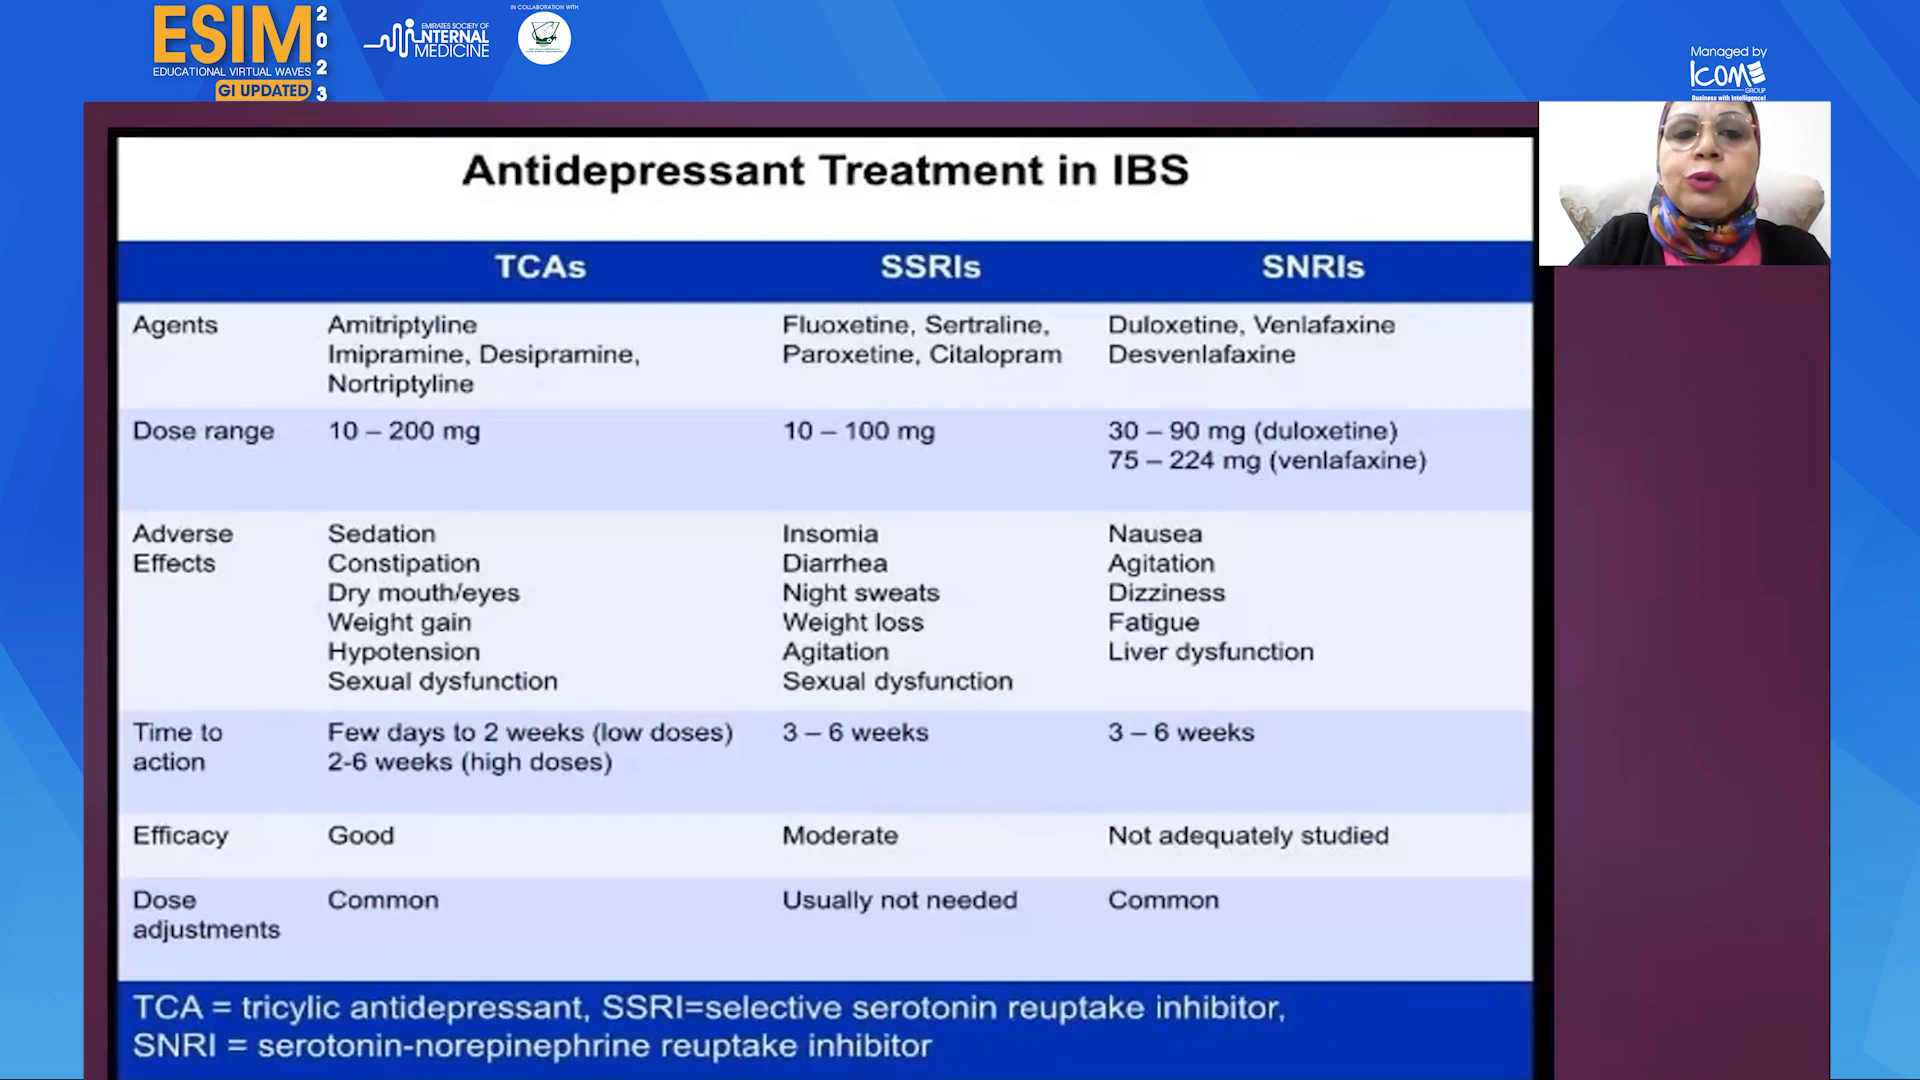 ESIM
2023
EDUCATIONAL VIRTUAL WAVES
GI UPDATED
EMIRATES SOCIETY OF
INTERNAL
MEDICINE
IN COLLABORATION WITH
Managed by
ICOME
GROUP
Business with Intelligence!
Antidepressant Treatment in IBS
TCAs SSRIs SNRIs
Agents Amitriptyline Fluoxetine, Sertraline, Duloxetine, Venlafaxine
Imipramine, Desipramine, Paroxetine, Citalopram Desvenlafaxine
Nortriptyline
Dose range 10 – 200 mg 10 – 100 mg 30 – 90 mg (duloxetine)
75 – 224 mg (venlafaxine)
Adverse Sedation Insomia Nausea
Effects Constipation Diarrhea Agitation
Dry mouth/eyes Night sweats Dizziness
Weight gain Weight loss Fatigue
Hypotension Agitation Liver dysfunction
Sexual dysfunction Sexual dysfunction
Time to Few days to 2 weeks (low doses) 3 – 6 weeks 3 – 6 weeks
action 2-6 weeks (high doses)
Efficacy Good Moderate Not adequately studied
Dose Common Usually not needed Common
adjustments
TCA = tricylic antidepressant, SSRI=selective serotonin reuptake inhibitor,
SNRI = serotonin-norepinephrine reuptake inhibitor